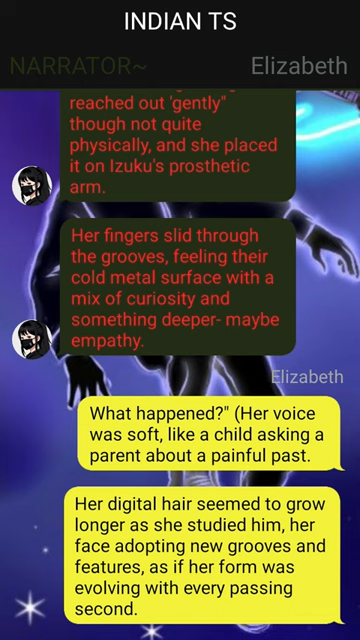 INDIAN TS
NARRATOR~
Elizabeth
reached out 'gently"
though not quite
physically, and she placed
it on Izuku's prosthetic
arm.
Her fingers slid through
the grooves, feeling their
cold metal surface with a
mix of curiosity and
something deeper- maybe
empathy.
Elizabeth
What happened?" (Her voice
was soft, like a child asking a
parent about a painful past.
Her digital hair seemed to grow
longer as she studied him, her
face adopting new grooves and
features, as if her form was
evolving with every passing
second.